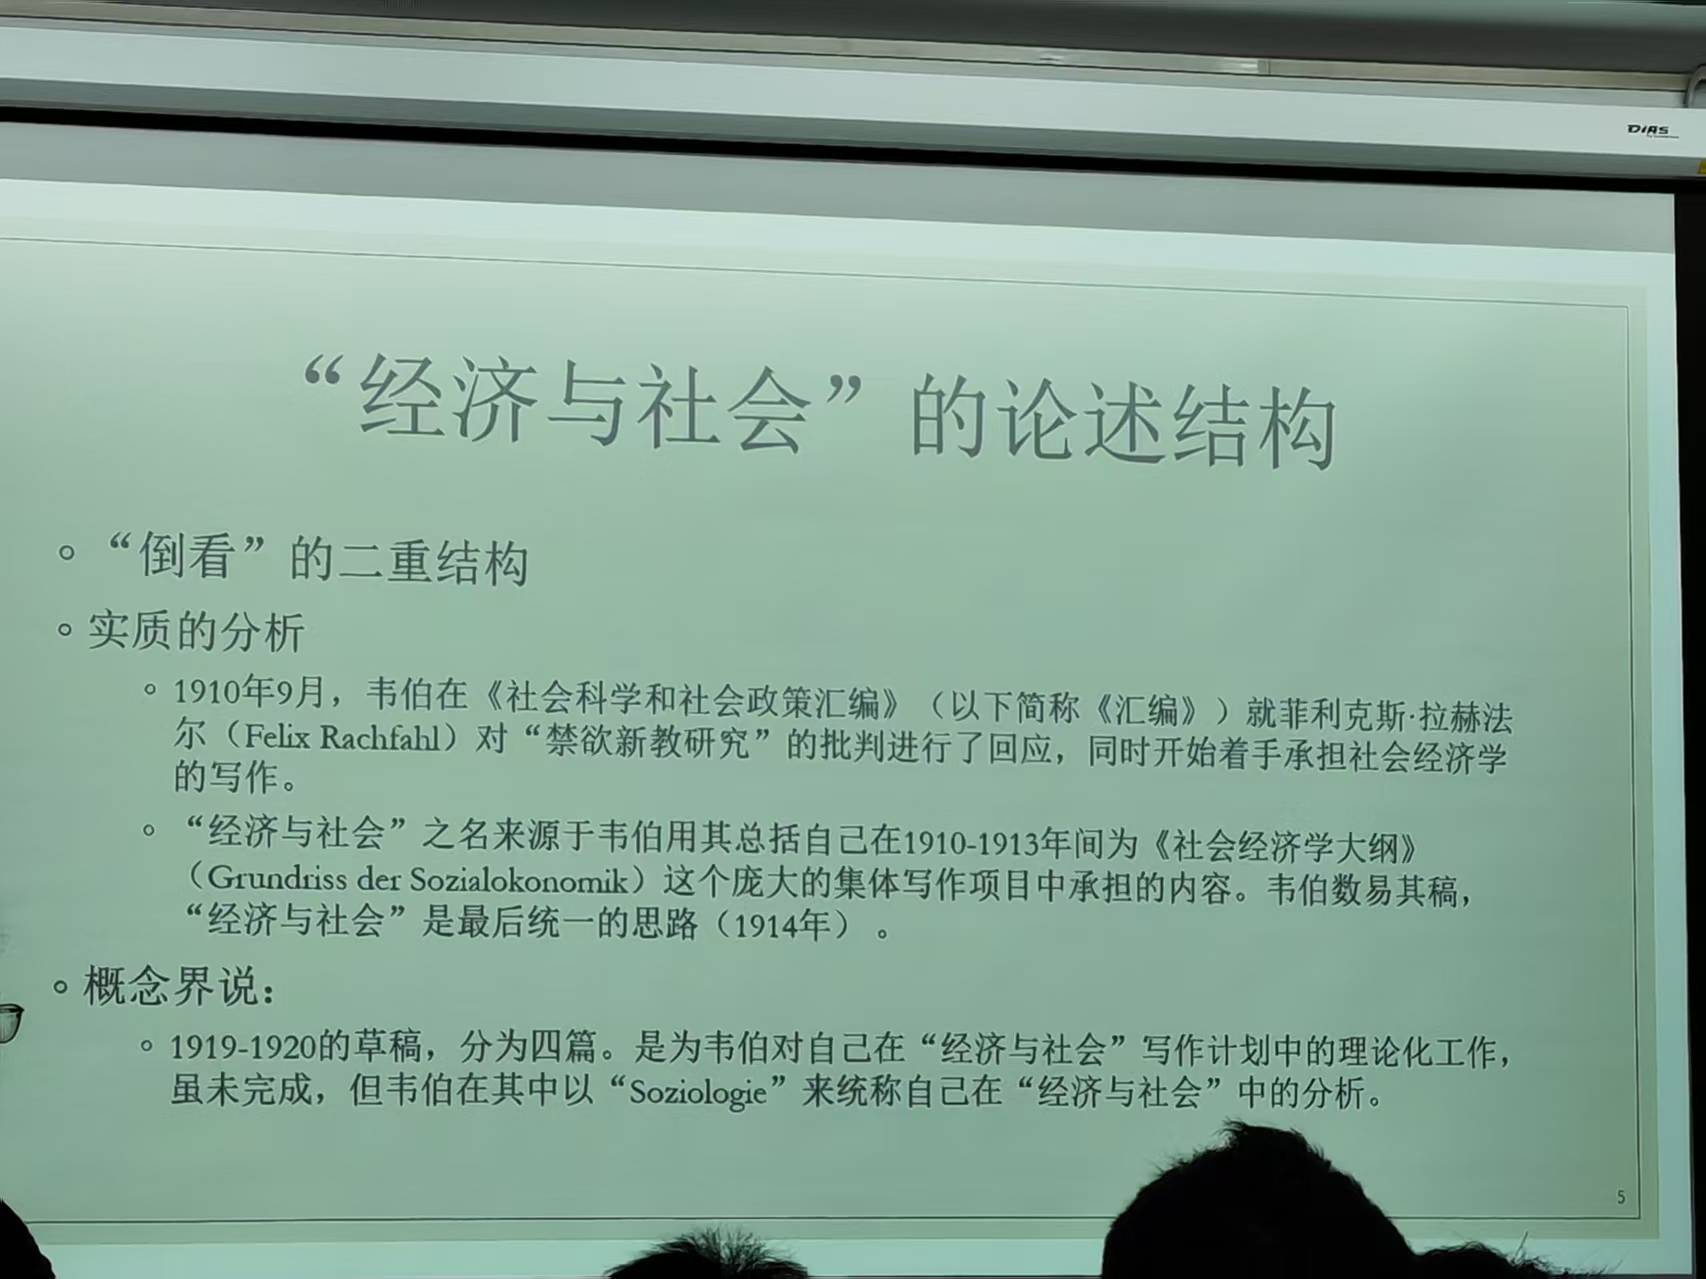 DIAS
“经济与社会”的论述结构
“倒看”的二重结构
实质的分析
1910年9月，韦伯在《社会科学和社会政策汇编》（以下简称《汇编》）就菲利克斯·拉赫法
尔（Felix Rachfahl）对“禁欲新教研究”的批判进行了回应，同时开始着手承担社会经济学
的写作。
“经济与社会”之名来源于韦伯用其总括自己在1910-1913年间为《社会经济学大纲》
（Grundriss der Sozialokonomik）这个庞大的集体写作项目中承担的内容。韦伯数易其稿，
“经济与社会”是最后统一的思路（1914年）。
概念界说：
1919-1920的草稿，分为四篇。是为韦伯对自己在“经济与社会”写作计划中的理论化工作，
虽未完成，但韦伯在其中以“Soziologie”来统称自己在“经济与社会”中的分析。
5